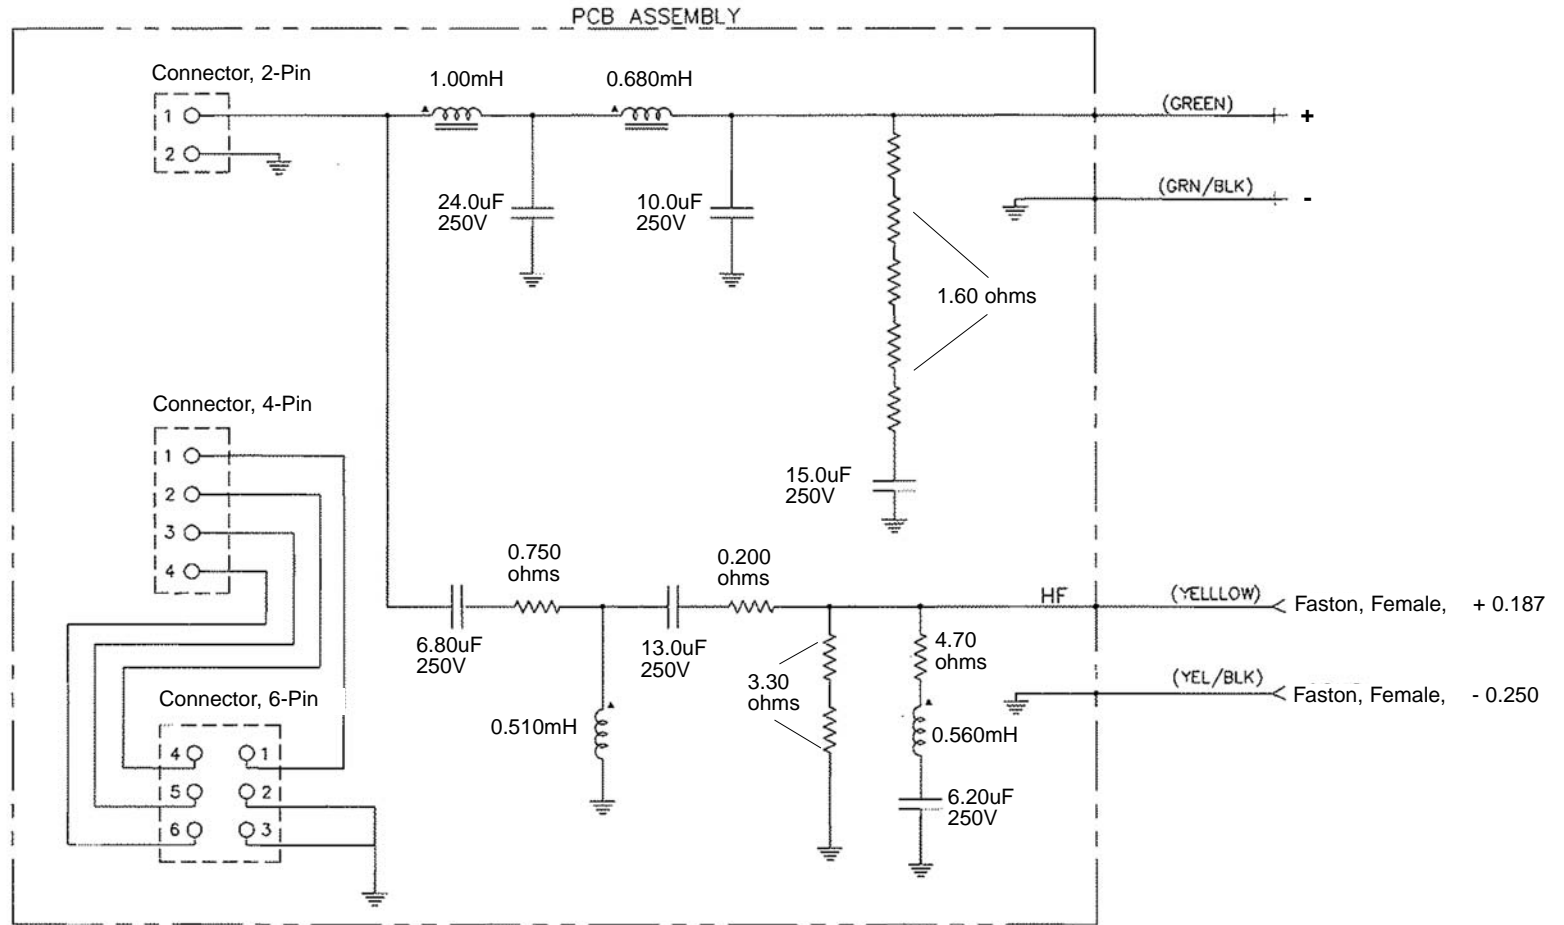 PCB ASSEMBLY
Connector, 2-Pin
1
2
1.00mH
0.680mH
(GREEN)
+
(GRN/BLK)
-
24.0uF
250V
10.0uF
250V
1.60 ohms
Connector, 4-Pin
1
2
3
4
15.0uF
250V
0.750
ohms
0.200
ohms
HF
(YELLLOW)
Faston, Female, + 0.187
6.80uF
250V
13.0uF
250V
4.70
ohms
3.30
ohms
(YEL/BLK)
Faston, Female, - 0.250
Connector, 6-Pin
0.510mH
0.560mH
4
1
5
2
6
3
6.20uF
250V